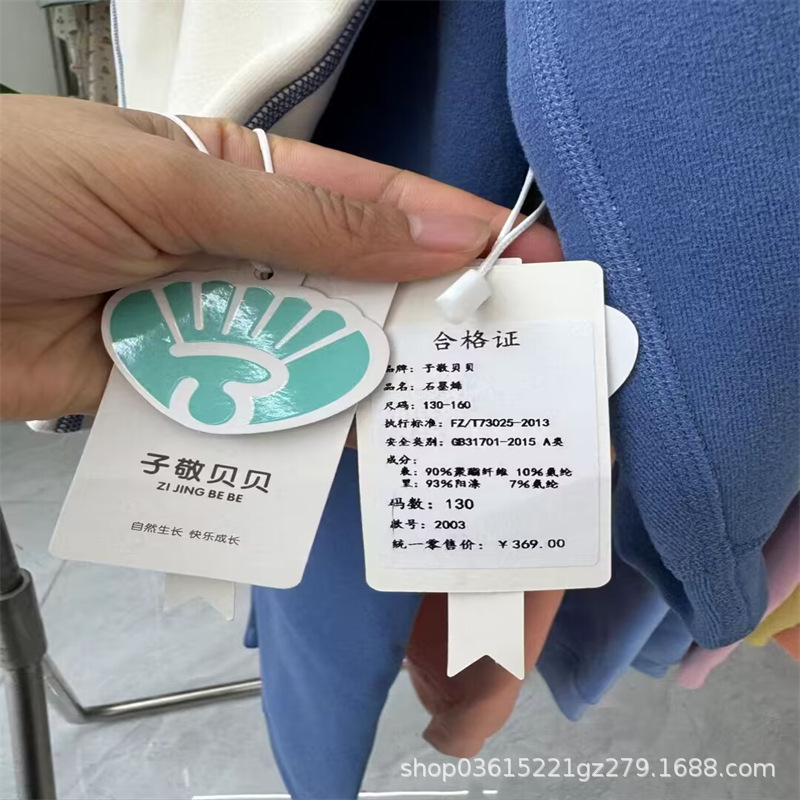 子敬贝贝
ZI JING BE BE
自然生长 快乐成长
合格证
品牌：子敬贝贝
品名：石墨烯
尺码：130-160
执行标准：FZ/T73025-2013
安全类别：GB31701-2015 A类
成分：
表：90%聚酯纤维 10%氨纶
里：93%阳涤 7%氨纶
码数：130
款号：2003
统一零售价：￥369.00
shop03615221gz279.1688.com